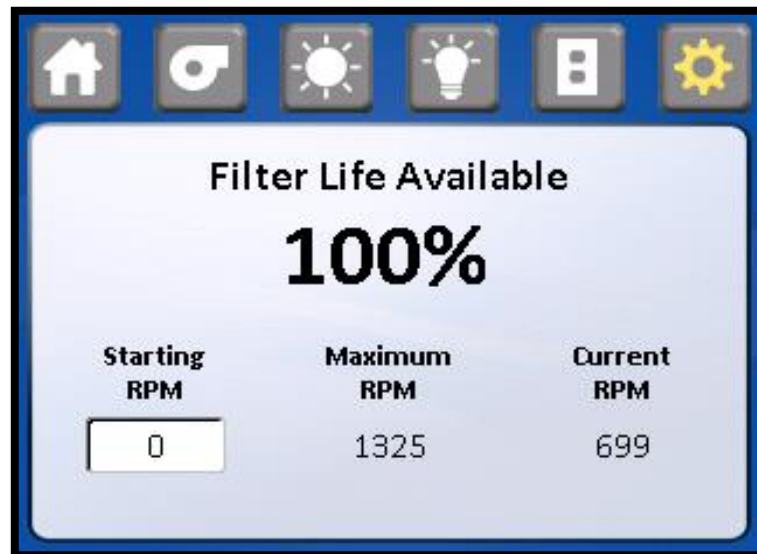 Filter Life Available
100%
Starting RPM
Maximum RPM
Current RPM
0
1325
699